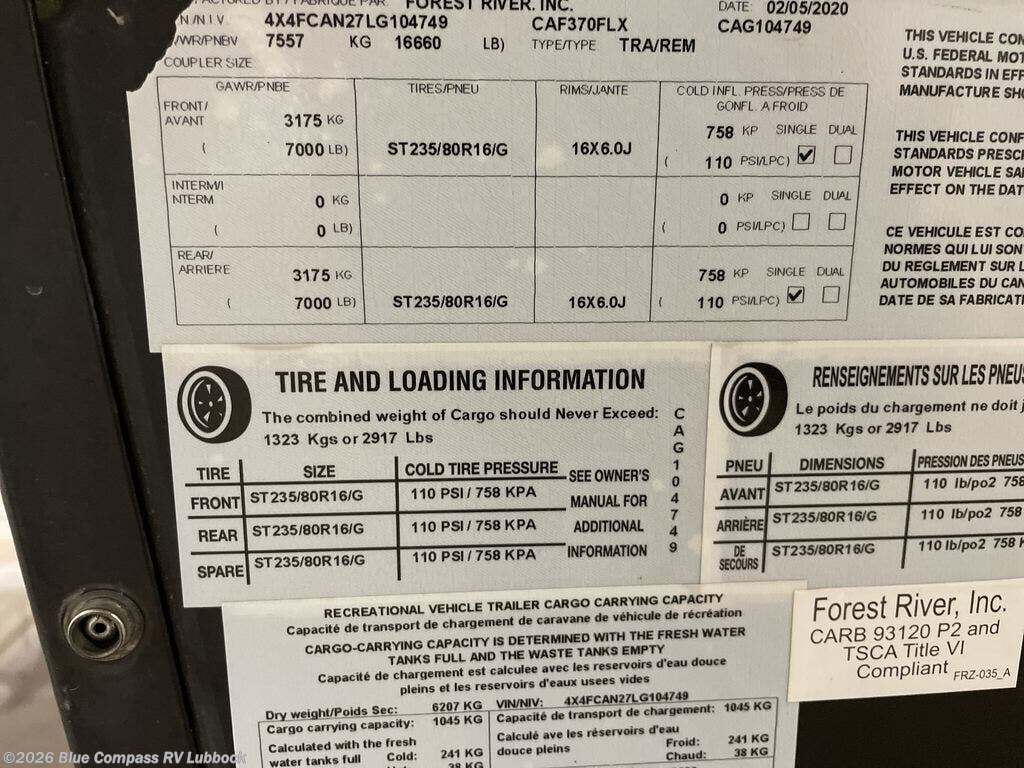 FOREST RIVER, INC.
DATE: 02/05/2020
N/NIV 4X4FCAN27LG104749 CAF370FLX CAG104749
/WR/PNBV 7557 KG 16660 LB) TYPE/TYPE TRA/REM
COUPLER SIZE
GAWR/PNBE TIRES/PNEU RIMS/JANTE COLD INFL. PRESS/PRESS DE
GONFL. A FROID
FRONT/
AVANT 3175 KG 758 KP SINGLE DUAL
( 7000 LB) ST235/80R16/G 16X6.0J ( 110 PSI/LPC)
INTERM/I
NTERM 0 KG 0 KP SINGLE DUAL
( 0 LB) ( 0 PSI/LPC)
REAR/
ARRIERE 3175 KG 758 KP SINGLE DUAL
( 7000 LB) ST235/80R16/G 16X6.0J ( 110 PSI/LPC)
THIS VEHICLE CON
U.S. FEDERAL MOT
STANDARDS IN EFF
MANUFACTURE SHO
THIS VEHICLE CONF
STANDARDS PRESC
MOTOR VEHICLE SA
EFFECT ON THE DAT
CE VEHICULE EST CO
NORMES QUI LUI SON
DU REGLEMENT SUR L
AUTOMOBILES DU CAN
DATE DE SA FABRICATI
TIRE AND LOADING INFORMATION
The combined weight of Cargo should Never Exceed:
1323 Kgs or 2917 Lbs
TIRE SIZE COLD TIRE PRESSURE
FRONT ST235/80R16/G 110 PSI / 758 KPA
REAR ST235/80R16/G 110 PSI / 758 KPA
SPARE ST235/80R16/G 110 PSI / 758 KPA
SEE OWNER'S
MANUAL FOR
ADDITIONAL
INFORMATION
CAG104749
RENSEIGNEMENTS SUR LES PNEUS
Le poids du chargement ne doit j
1323 Kgs or 2917 Lbs
PNEU DIMENSIONS PRESSION DES PNEUS
AVANT ST235/80R16/G 110 lb/po2 758
ARRIÈRE ST235/80R16/G 110 lb/po2 758
DE
SECOURS ST235/80R16/G 110 lb/po2 758 K
RECREATIONAL VEHICLE TRAILER CARGO CARRYING CAPACITY
Capacité de transport de chargement de caravane de véhicule de récréation
CARGO-CARRYING CAPACITY IS DETERMINED WITH THE FRESH WATER
TANKS FULL AND THE WASTE TANKS EMPTY
Capacité de chargement est calculee avec les reservoirs d'eau douce
pleins et les reservoirs d'eaux usees vides
Dry weight/Poids Sec: 6207 KG VIN/NIV: 4X4FCAN27LG104749
Cargo carrying capacity: 1045 KG Capacité de transport de chargement: 1045 KG
Calculated with the fresh
water tanks full Cold: 241 KG
38 KG
Calculé ave les réservoirs d'eau
douce pleins Froid: 241 KG
Chaud: 38 KG
Forest River, Inc.
CARB 93120 P2 and
TSCA Title VI
Compliant FRZ-035_A
©2026 Blue Compass RV Lubbock